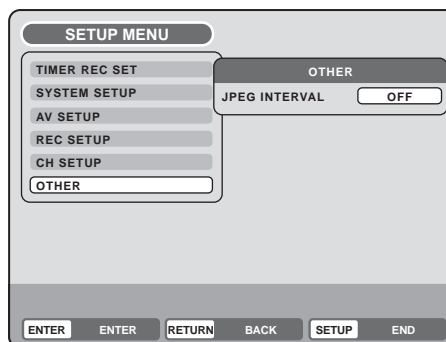 SETUP MENU
TIMER REC SET
SYSTEM SETUP
AV SETUP
REC SETUP
CH SETUP
OTHER
OTHER
JPEG INTERVAL OFF
ENTER ENTER RETURN BACK SETUP END